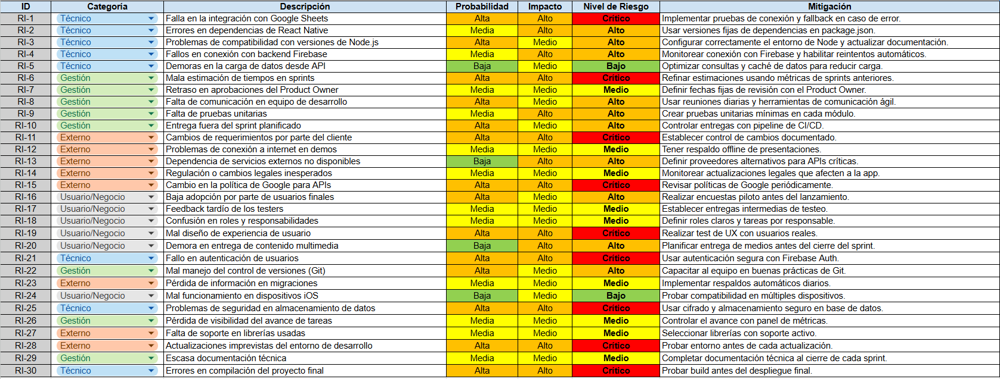 ID Categoría Descripción Probabilidad Impacto Nivel de Riesgo Mitigación
RI-1 Técnico Falla en la integración con Google Sheets Alta Alto Crítico Implementar pruebas de conexión y fallback en caso de error.
RI-2 Técnico Errores en dependencias de React Native Media Alto Alto Usar versiones fijas de dependencias en package.json.
RI-3 Técnico Problemas de compatibilidad con versiones de Node.js Alta Medio Alto Configurar correctamente el entorno de Node y actualizar documentación.
RI-4 Técnico Fallos en conexión con backend Firebase Media Alto Alto Monitorear conexión con Firebase y habilitar reintentos automáticos.
RI-5 Técnico Demoras en la carga de datos desde API Baja Medio Bajo Optimizar consultas y caché de datos para reducir carga.
RI-6 Gestión Mala estimación de tiempos en sprints Alta Alto Crítico Refinar estimaciones usando métricas de sprints anteriores.
RI-7 Gestión Retraso en aprobaciones del Product Owner Media Medio Medio Definir fechas fijas de revisión con el Product Owner.
RI-8 Gestión Falta de comunicación en equipo de desarrollo Alta Medio Alto Usar reuniones diarias y herramientas de comunicación ágil.
RI-9 Gestión Falta de pruebas unitarias Media Alto Alto Crear pruebas unitarias mínimas en cada módulo.
RI-10 Gestión Entrega fuera del sprint planificado Alta Medio Alto Controlar entregas con pipeline de CI/CD.
RI-11 Externo Cambios de requerimientos por parte del cliente Alta Alto Crítico Establecer control de cambios documentado.
RI-12 Externo Problemas de conexión a internet en demos Media Medio Medio Tener respaldo offline de presentaciones.
RI-13 Externo Dependencia de servicios externos no disponibles Baja Alto Alto Definir proveedores alternativos para APIs críticas.
RI-14 Externo Regulación o cambios legales inesperados Media Medio Medio Monitorear actualizaciones legales que afecten a la app.
RI-15 Externo Cambio en la política de Google para APIs Alta Alto Crítico Revisar políticas de Google periódicamente.
RI-16 Usuario/Negocio Baja adopción por parte de usuarios finales Alta Medio Alto Realizar encuestas piloto antes del lanzamiento.
RI-17 Usuario/Negocio Feedback tardío de los testers Media Medio Medio Establecer entregas intermedias de testeo.
RI-18 Usuario/Negocio Confusión en roles y responsabilidades Media Medio Medio Definir roles claros y tareas por responsable.
RI-19 Usuario/Negocio Mal diseño de experiencia de usuario Alta Alto Crítico Realizar test de UX con usuarios reales.
RI-20 Usuario/Negocio Demora en entrega de contenido multimedia Baja Alto Alto Planificar entrega de medios antes del cierre del sprint.
RI-21 Técnico Fallo en autenticación de usuarios Alta Alto Crítico Usar autenticación segura con Firebase Auth.
RI-22 Gestión Mal manejo del control de versiones (Git) Alta Medio Alto Capacitar al equipo en buenas prácticas de Git.
RI-23 Externo Pérdida de información en migraciones Media Medio Medio Implementar respaldos automáticos diarios.
RI-24 Usuario/Negocio Mal funcionamiento en dispositivos iOS Baja Medio Bajo Probar compatibilidad en múltiples dispositivos.
RI-25 Técnico Problemas de seguridad en almacenamiento de datos Alta Alto Crítico Usar cifrado y almacenamiento seguro en base de datos.
RI-26 Gestión Pérdida de visibilidad del avance de tareas Media Medio Medio Controlar el avance con panel de métricas.
RI-27 Externo Falta de soporte en librerías usadas Media Medio Medio Seleccionar librerías con soporte activo.
RI-28 Externo Actualizaciones imprevistas del entorno de desarrollo Alta Alto Crítico Probar entorno antes de cada actualización.
RI-29 Gestión Escasa documentación técnica Media Medio Medio Completar documentación técnica al cierre de cada sprint.
RI-30 Técnico Errores en compilación del proyecto final Alta Alto Crítico Probar build antes del despliegue final.